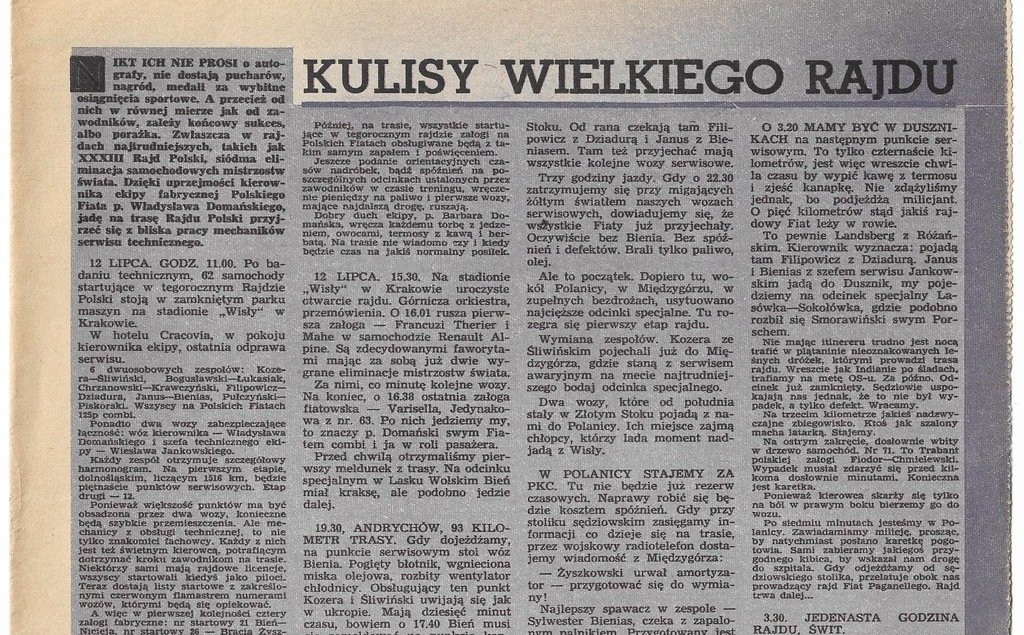 KULISY WIELKIEGO RAJDU
NIKT ICH NIE PROSI o auto-
grafy, nie dostają pucharów,
nagród, medali za wybitne
osiągnięcia sportowe. A przecież od
nich w równej mierze jak od za-
wodników, zależy końcowy sukces,
albo porażka. Zwłaszcza w raj-
dach najtrudniejszych, takich jak
XXXIII Rajd Polski, siódma eli-
minacja samochodowych mistrzostw
świata. Dzięki uprzejmości kierow-
nika ekipy fabrycznej Polskiego
Fiata p. Władysława Domańskiego,
jadę na trasę Rajdu Polski przyj-
rzeć się z bliska pracy mechaników
serwisu technicznego.
12 LIPCA. GODZ. 11.00. Po ba-
daniu technicznym, 62 samochody
startujące w tegorocznym Rajdzie
Polski stoją w zamkniętym parku
maszyn na stadionie „Wisły” w
Krakowie.
W hotelu Cracovia, w pokoju
kierownika ekipy, ostatnia odprawa
serwisu.
6 dwuosobowych zespołów: Koze-
ra—Śliwiński, Bogusławski—Łukasiak,
Chrzanowski—Krawczyński, Filipowicz—
Dziadura, Janus—Bienias, Pułczyński—
Piskorski. Wszyscy na Polskich Fiatach
125p combi.
Ponadto dwa wozy zabezpieczające
łączność: wóz kierownika — Władysława
Domańskiego i szefa technicznego eki-
py — Wiesława Jankowskiego.
Każdy zespół otrzymuje szczegółowy
harmonogram. Na pierwszym etapie,
dolnośląskim, liczącym 1516 km, będzie
piętnaście punktów serwisowych. Etap
drugi — 12.
Ponieważ większość punktów ma być
obsadzona przez dwa wozy, konieczne
będą szybkie przemieszczenia. Ale me-
chanicy z obsługi technicznej, to nie
tylko znakomici fachowcy. Każdy z nich
jest też świetnym kierowcą, potrafiącym
dotrzymać kroku zawodnikom na trasie.
Niektórzy sami mają rajdowe licencje,
wszyscy startowali kiedyś jako piloci.
Teraz dostają listy startowe z zakreślo-
nymi czerwonym flamastrem numerami
wozów, którymi będą się opiekować.
A więc w pierwszej kolejności cztery
załogi fabryczne: nr startowy 21 Bień—
Nicieja, nr startowy 26 — Bracia Żysz-
Później, na trasie, wszystkie startu-
jące w tegorocznym rajdzie załogi na
Polskich Fiatach obsługiwane będą z ta-
kim samym zapałem i poświęceniem.
Jeszcze podanie orientacyjnych cza-
sów nadróbek, bądź spóźnień na po-
szczególnych odcinkach ustalonych przez
zawodników w czasie treningu, wręcze-
nie pieniędzy na paliwo i pierwsze wozy,
mające najdalszą drogę, ruszają.
Dobry duch ekipy, p. Barbara Do-
mańska, wręcza każdemu torbę z jedze-
niem, owocami, termosy z kawą i her-
batą. Na trasie nie wiadomo czy i kiedy
będzie czas na jakiś normalny posiłek.
12 LIPCA. 15.30. Na stadionie
„Wisły” w Krakowie uroczyste
otwarcie rajdu. Górnicza orkiestra,
przemówienia. O 16.01 rusza pierw-
sza załoga — Francuzi Therier i
Mahe w samochodzie Renault Al-
pine. Są zdecydowanymi faworyta-
mi mając za sobą już dwie wy-
grane eliminacje mistrzostw świata.
Za nimi, co minutę kolejne wozy.
Na koniec, o 16.38 ostatnia załoga
fiatowska — Varisella, Jedynako-
wa z nr. 63. Po nich jedziemy my,
to znaczy p. Domański swym Fia-
tem combi i ja w roli pasażera.
Przed chwilą otrzymaliśmy pierw-
szy meldunek z trasy. Na odcinku
specjalnym w Lasku Wolskim Bień
miał kraksę, ale podobno jedzie
dalej.
19.30, ANDRYCHÓW, 93 KILO-
METR TRASY. Gdy dojeżdżamy,
na punkcie serwisowym stoi wóz
Bienia. Pogięty błotnik, wgnieciona
miska olejowa, rozbity wentylator
chłodnicy. Obsługujący ten punkt
Kozera i Śliwiński uwijają się jak
w ukropie. Mają dziesięć minut
czasu, bowiem o 17.40 Bień musi
Stoku. Od rana czekają tam Fili-
powicz z Dziadurą i Janus z Bie-
niasem. Tam też przyjechać mają
wszystkie kolejne wozy serwisowe.
Trzy godziny jazdy. Gdy o 22.30
zatrzymujemy się przy migających
żółtym światłem naszych wozach
serwisowych, dowiadujemy się, że
wszystkie Fiaty już przyjechały.
Oczywiście bez Bienia. Bez spóź-
nień i defektów. Brali tylko paliwo,
olej.
Ale to początek. Dopiero tu, wo-
kół Polanicy, w Międzygórzu, w
zupełnych bezdrożach, usytuowano
najcięższe odcinki specjalne. Tu ro-
zegra się pierwszy etap rajdu.
Wymiana zespołów. Kozera ze
Śliwińskim pojechali już do Mię-
dzygórza, gdzie staną z serwisem
awaryjnym na mecie najtrudniej-
szego bodaj odcinka specjalnego.
Dwa wozy, które od południa
stały w Złotym Stoku pojadą z na-
mi do Polanicy. Ich miejsce zajmą
chłopcy, którzy lada moment nad-
jadą z Wisły.
W POLANICY STAJEMY ZA
PKC. Tu nie będzie już rezerw
czasowych. Naprawy robić się bę-
dzie kosztem spóźnień. Gdy przy
stoliku sędziowskim zasięgamy in-
formacji co dzieje się na trasie,
przez wojskowy radiotelefon dosta-
jemy wiadomość z Międzygórza:
— Żyszkowski urwał amortyza-
tor — przygotować się do wymia-
ny!
Najlepszy spawacz w zespole —
Sylwester Bienias, czeka z zapalo-
nym palnikiem. Przygotowany jest
O 3.20 MAMY BYĆ W DUSZNI-
KACH na następnym punkcie ser-
wisowym. To tylko czternaście ki-
lometrów, jest więc wreszcie chwi-
la czasu by wypić kawę z termosu
i zjeść kanapkę. Nie zdążyliśmy
jednak, bo podjeżdża milicjant.
O pięć kilometrów stąd jakiś raj-
dowy Fiat leży w rowie.
To pewnie Landsberg z Różań-
skim. Kierownik wyznacza: pojadą
tam Filipowicz z Dziadurą. Janus
i Bienias z szefem serwisu Jankow-
skim jadą do Dusznik, my poje-
dziemy na odcinek specjalny La-
sówka—Sokołówka, gdzie podobno
rozbił się Smorawiński swym Por-
schem.
Nie mając itinereru trudno jest nocą
trafić w plątaninie nieoznakowanych le-
śnych dróżek, którymi prowadzi trasa
rajdu. Wreszcie jak Indianie po śladach,
trafiamy na metę OS-u. Za późno. Od-
cinek już zamknięty. Sędziowie uspo-
kajają nas jednak, że to nie był wy-
padek, a tylko defekt. Wracamy.
Na trzecim kilometrze jakieś nadzwy-
czajne zbiegowisko. Ktoś jak szalony
macha latarką. Stajemy.
Na ostrym zakręcie, dosłownie wbity
w drzewo samochód. Nr 71. To Trabant
polskiej załogi Fiodor—Chmielewski.
Wypadek musiał zdarzyć się przed kil-
koma dosłownie minutami. Konieczna
jest karetka.
Ponieważ kierowca skarży się tylko
na ból w prawym boku bierzemy go do
wozu.
Po siedmiu minutach jesteśmy w Po-
lanicy. Zawiadamiamy milicję, prosząc,
by natychmiast posłano karetkę pogo-
towia. Sami zabieramy jakiegoś przy-
godnego kibica, by wskazał nam drogę
do szpitala. Gdy odjeżdżamy od sę-
dziowskiego stolika, przelatuje obok nas
prowadzący rajd Fiat Paganellego. Rajd
trwa dalej...
3.30. JEDENASTA GODZINA
RAJDU, ŚWIT.